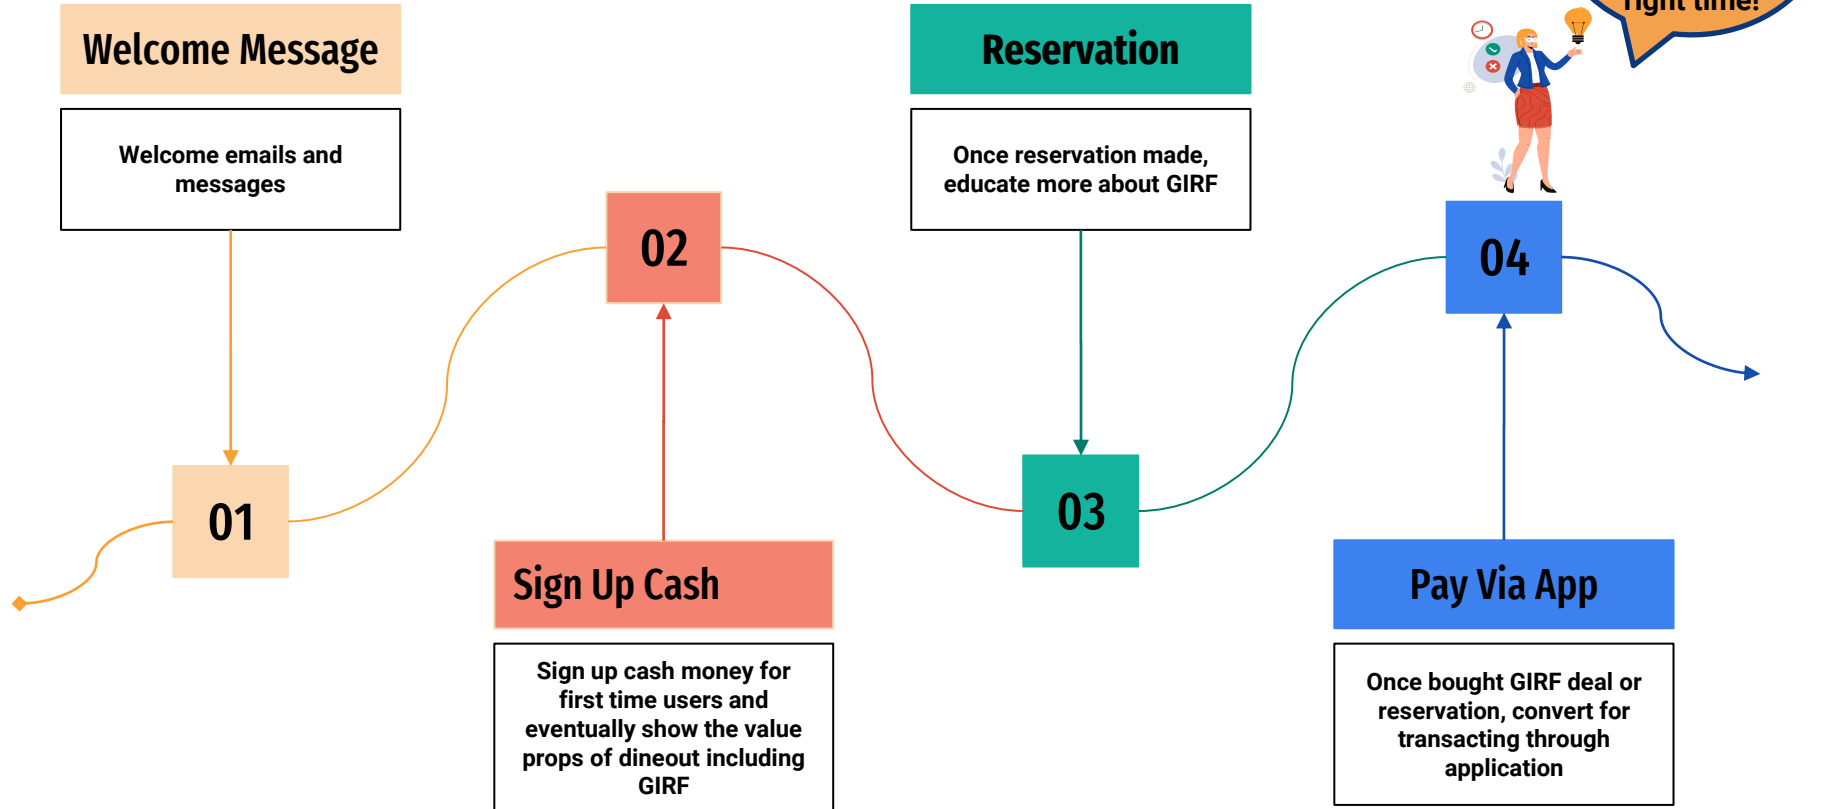 Welcome Message
Welcome emails and
messages
01
02
Sign Up Cash
Sign up cash money for
first time users and
eventually show the value
props of dineout including
GIRF
Reservation
Once reservation made,
educate more about GIRF
03
right time!
04
Pay Via App
Once bought GIRF deal or
reservation, convert for
transacting through
application